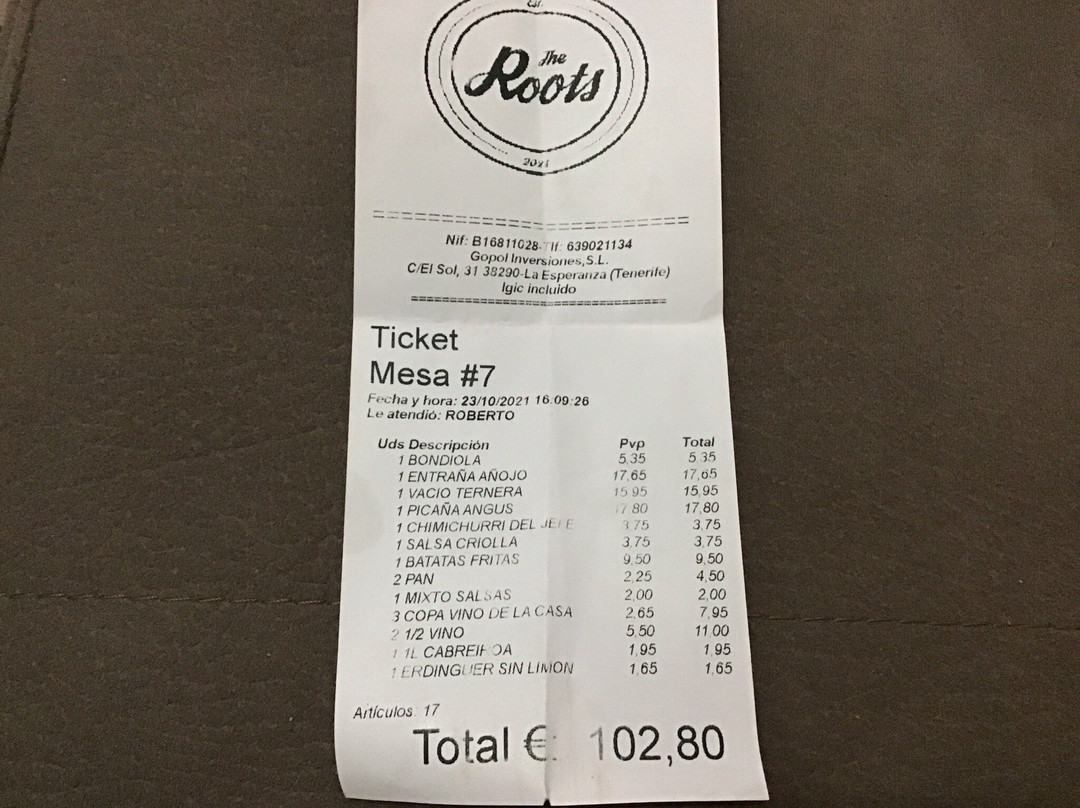 Est.
The
Roots
2021
Nif: B16811028-Tlf: 639021134
Gopol Inversiones,S.L.
C/El Sol, 31 38290-La Esperanza (Tenerife)
Igic incluido
Ticket
Mesa #7
Fecha y hora: 23/10/2021 16:09:26
Le atendió: ROBERTO
Uds Descripción Pvp Total
1 BONDIOLA 5,35 5,35
1 ENTRAÑA AÑOJO 17,65 17,65
1 VACIO TERNERA 15,95 15,95
1 PICAÑA ANGUS 17,80 17,80
1 CHIMICHURRI DEL JEFE 3,75 3,75
1 SALSA CRIOLLA 3,75 3,75
1 BATATAS FRITAS 9,50 9,50
2 PAN 2,25 4,50
1 MIXTO SALSAS 2,00 2,00
3 COPA VINO DE LA CASA 2,65 7,95
2 1/2 VINO 5,50 11,00
1 1L CABREIROA 1,95 1,95
1 ERDINGUER SIN LIMON 1,65 1,65
Artículos: 17
Total €: 102,80